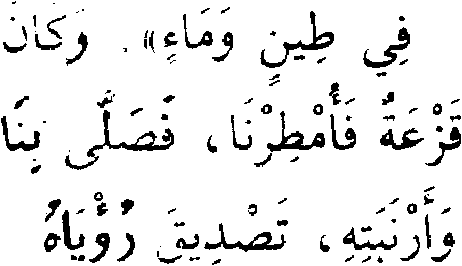 فِي طِينٍ وَمَاءٍ». وَكَانَ
قَزْعَةٌ فَأُمْطِرْنَا، فَصَلَّى بِنَا
وَأَرْنَبَتِهِ، تَصْدِيقَ رُؤْيَاهُ